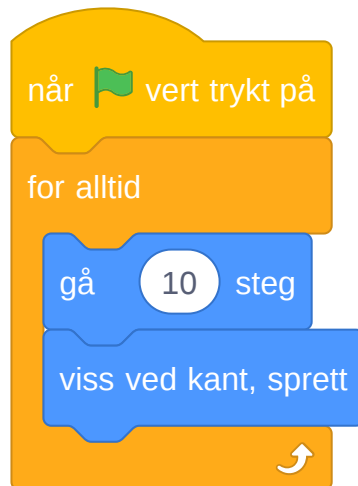 når vert trykt på
for alltid
gå 10 steg
viss ved kant, sprett